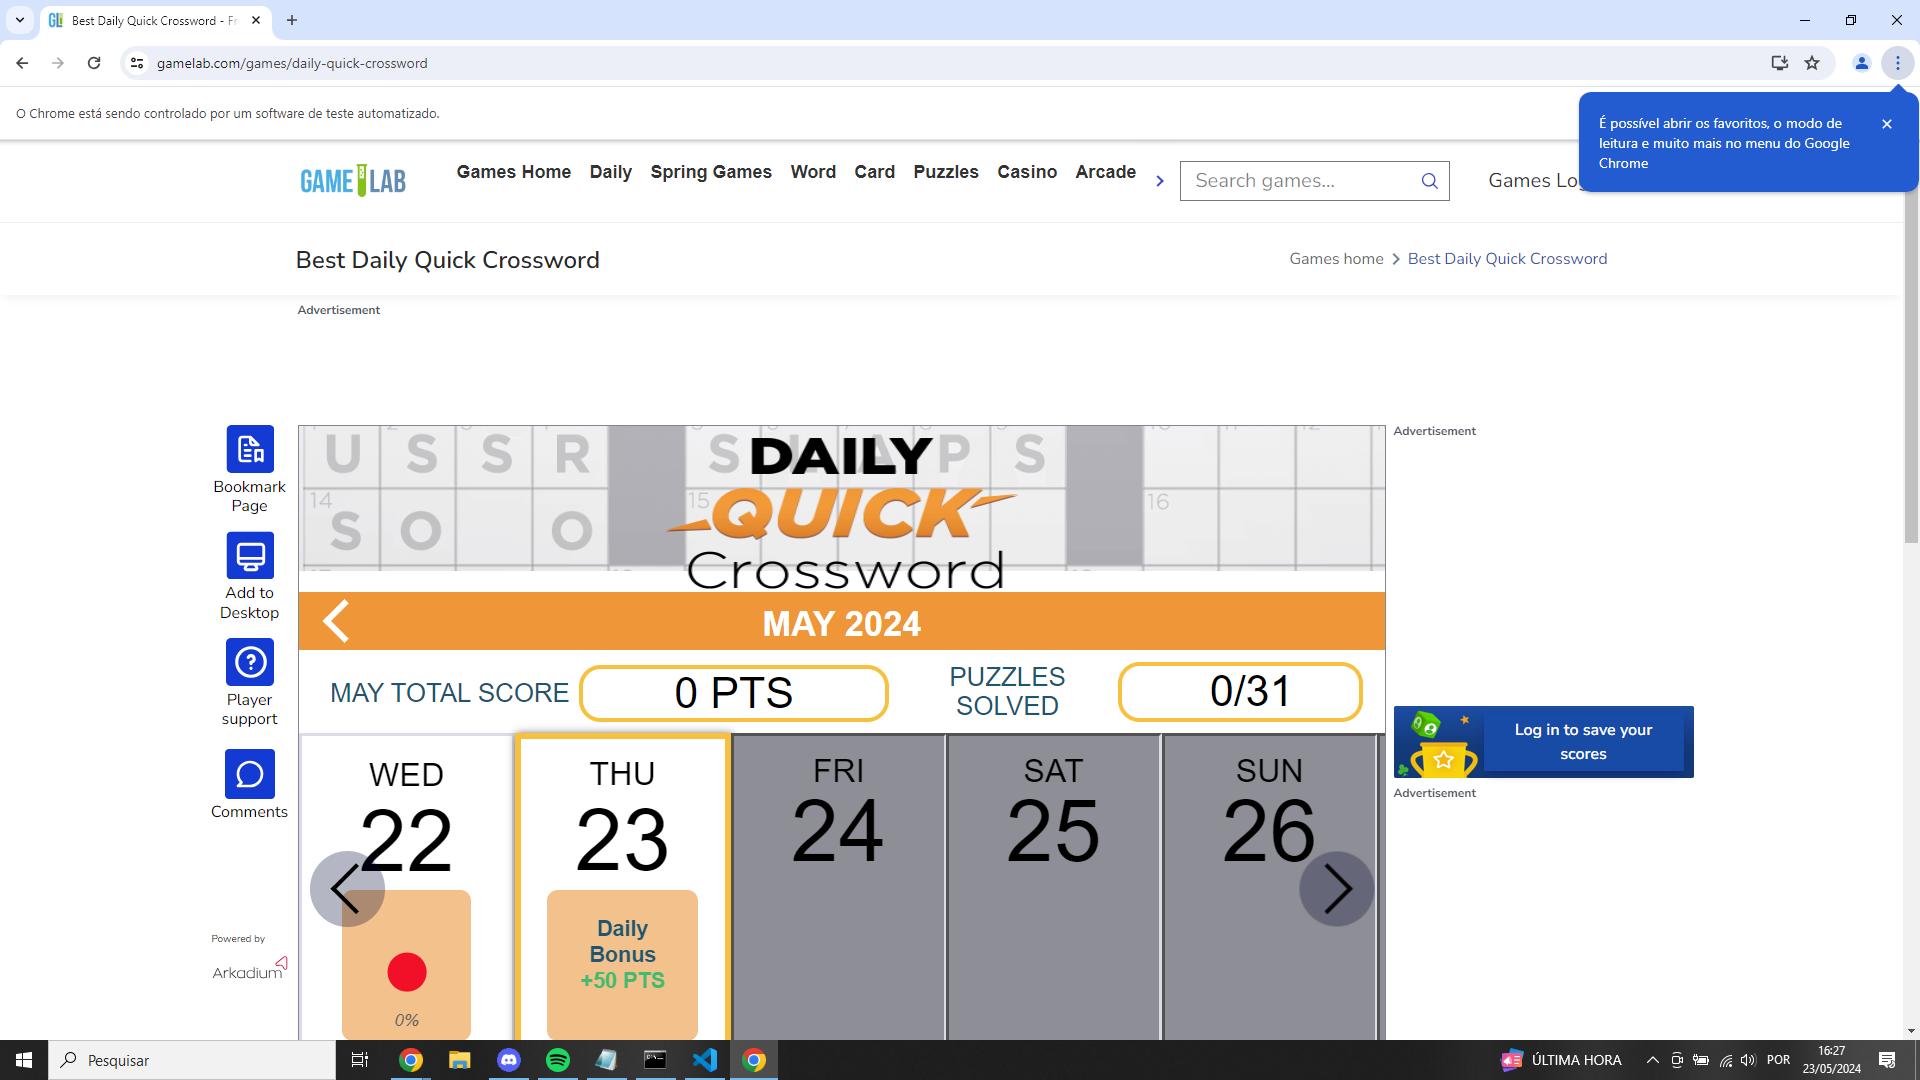 Best Daily Quick Crossword - Fr
gamelab.com/games/daily-quick-crossword
O Chrome está sendo controlado por um software de teste automatizado.
É possível abrir os favoritos, o modo de
leitura e muito mais no menu do Google
Chrome
GAME LAB
Games Home Daily Spring Games Word Card Puzzles Casino Arcade
Search games...
Games Lo
Best Daily Quick Crossword
Games home > Best Daily Quick Crossword
Advertisement
Bookmark
Page
Add to
Desktop
Player
support
Comments
Powered by
Arkadium
U S S R S P S
14 S O O 15 16
DAILY
QUICK
Crossword
MAY 2024
MAY TOTAL SCORE 0 PTS
PUZZLES
SOLVED
0/31
WED
22
0%
THU
23
Daily
Bonus
+50 PTS
FRI
24
SAT
25
SUN
26
Advertisement
Log in to save your
scores
Advertisement
Pesquisar
ÚLTIMA HORA
POR
16:27
23/05/2024